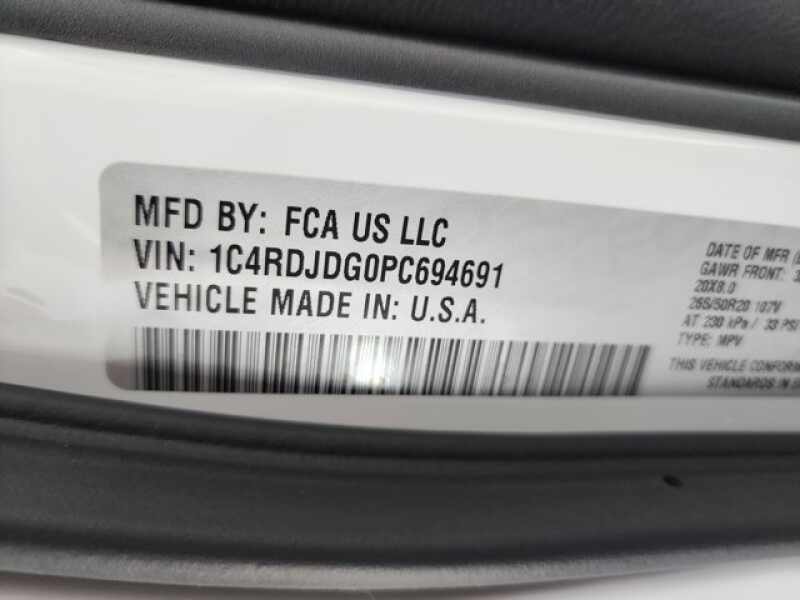 MFD BY: FCA US LLC
VIN: 1C4RDJDG0PC694691
VEHICLE MADE IN: U.S.A.
DATE OF MFR
GAWR FRONT:
20X8.0
265/50R20 107V
AT 230 kPa / 33 PSI
TYPE: MPV
THIS VEHICLE
STANDARDS IN